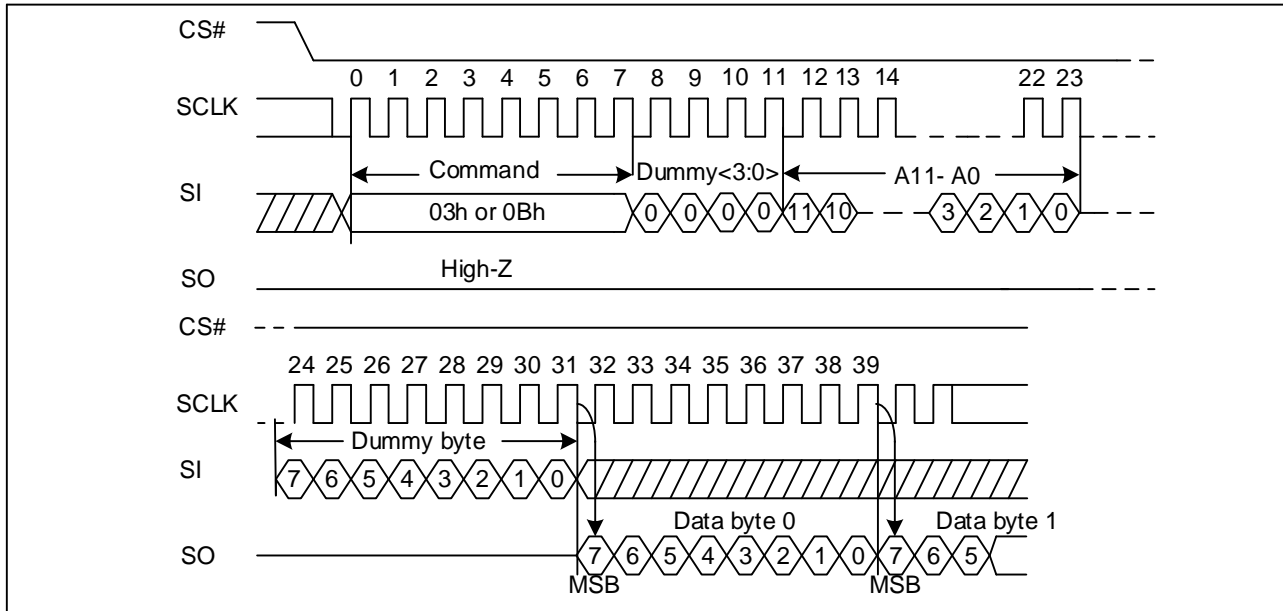 CS#
0 1 2 3 4 5 6 7 8 9 10 11 12 13 14 22 23
SCLK
Command Dummy<3:0> A11- A0
SI
03h or 0Bh 0 0 0 0 11 10 3 2 1 0
High-Z
SO
CS#
24 25 26 27 28 29 30 31 32 33 34 35 36 37 38 39
SCLK
Dummy byte
SI
7 6 5 4 3 2 1 0
Data byte 0 Data byte 1
SO
7 6 5 4 3 2 1 0 7 6 5
MSB MSB